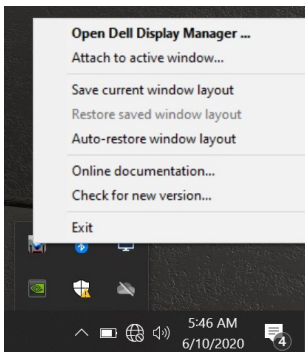 Open Dell Display Manager ...
Attach to active window...
Save current window layout
Restore saved window layout
Auto-restore window layout
Online documentation...
Check for new version...
Exit
5:46 AM
6/10/2020
4